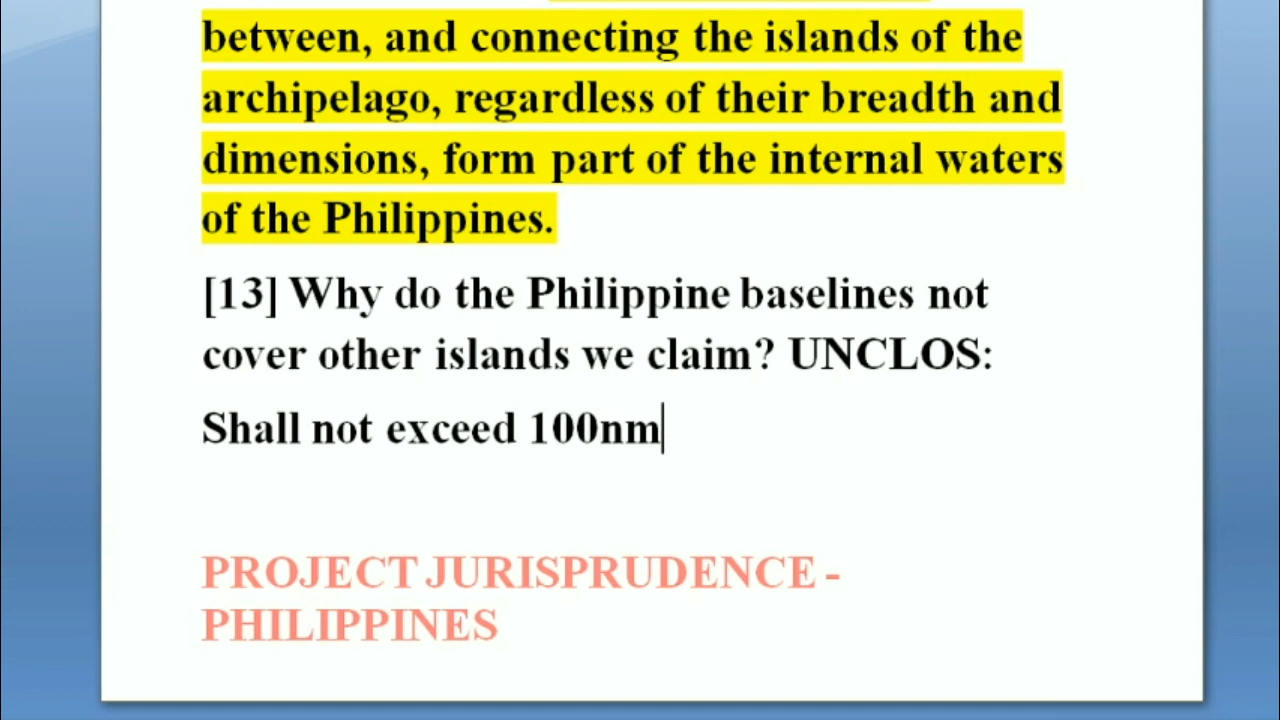 between, and connecting the islands of the
archipelago, regardless of their breadth and
dimensions, form part of the internal waters
of the Philippines.
[13] Why do the Philippine baselines not
cover other islands we claim? UNCLOS:
Shall not exceed 100nm
PROJECT JURISPRUDENCE -
PHILIPPINES